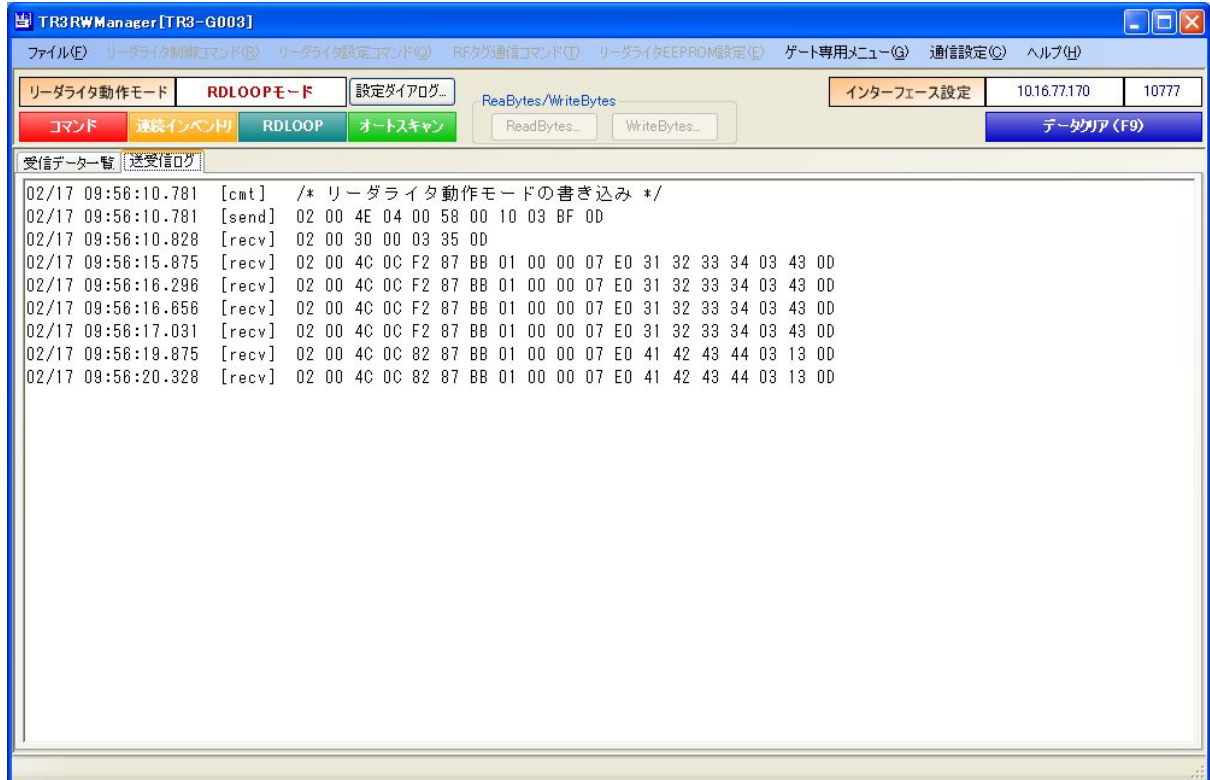 TR3RWManager[TR3-G003]
ファイル(F) リーダライタ制御コマンド(R) リーダライタ設定コマンド(Q) RFタグ通信コマンド(T) リーダライタEEPROM設定(E) ゲート専用メニュー(G) 通信設定(C) ヘルプ(H)
リーダライタ動作モード RDLOOPモード 設定ダイアログ... ReaBytes/WriteBytes インターフェース設定 10.16.77.170 10777
コマンド 連続インベントリ RDLOOP オートスキャン ReadBytes... WriteBytes... データクリア(F9)
受信データ一覧 送受信ログ
02/17 09:56:10.781 [cmt] /* リーダライタ動作モードの書き込み */
02/17 09:56:10.781 [send] 02 00 4E 04 00 58 00 10 03 BF 0D
02/17 09:56:10.828 [recv] 02 00 30 00 03 35 0D
02/17 09:56:15.875 [recv] 02 00 4C 0C F2 87 BB 01 00 00 07 E0 31 32 33 34 03 43 0D
02/17 09:56:16.296 [recv] 02 00 4C 0C F2 87 BB 01 00 00 07 E0 31 32 33 34 03 43 0D
02/17 09:56:16.656 [recv] 02 00 4C 0C F2 87 BB 01 00 00 07 E0 31 32 33 34 03 43 0D
02/17 09:56:17.031 [recv] 02 00 4C 0C F2 87 BB 01 00 00 07 E0 31 32 33 34 03 43 0D
02/17 09:56:19.875 [recv] 02 00 4C 0C 82 87 BB 01 00 00 07 E0 41 42 43 44 03 13 0D
02/17 09:56:20.328 [recv] 02 00 4C 0C 82 87 BB 01 00 00 07 E0 41 42 43 44 03 13 0D